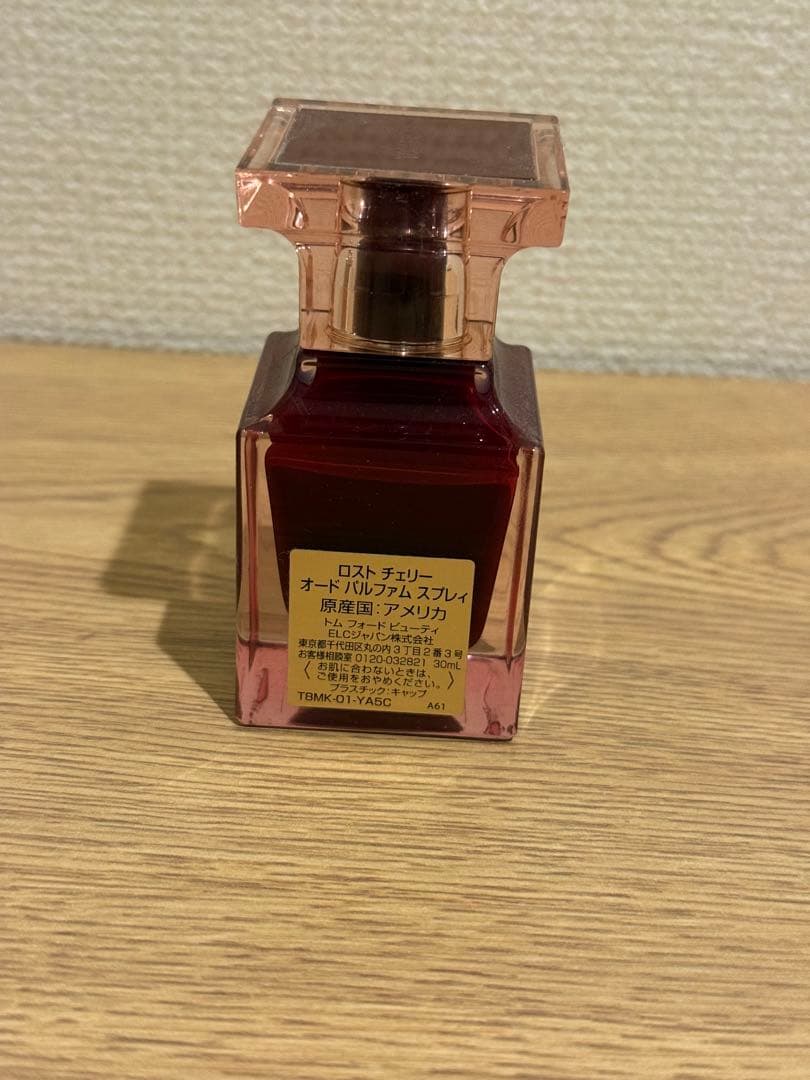 ロスト チェリー
オード パルファム スプレィ
原産国：アメリカ
トム フォード ビューティ
ELCジャパン株式会社
東京都千代田区丸の内3丁目2番3号
お客様相談室 0120-032821 30mL
〈お肌に合わないときは、
ご使用をおやめください。〉
プラスチック：キャップ
T8MK-01-YA5C A61